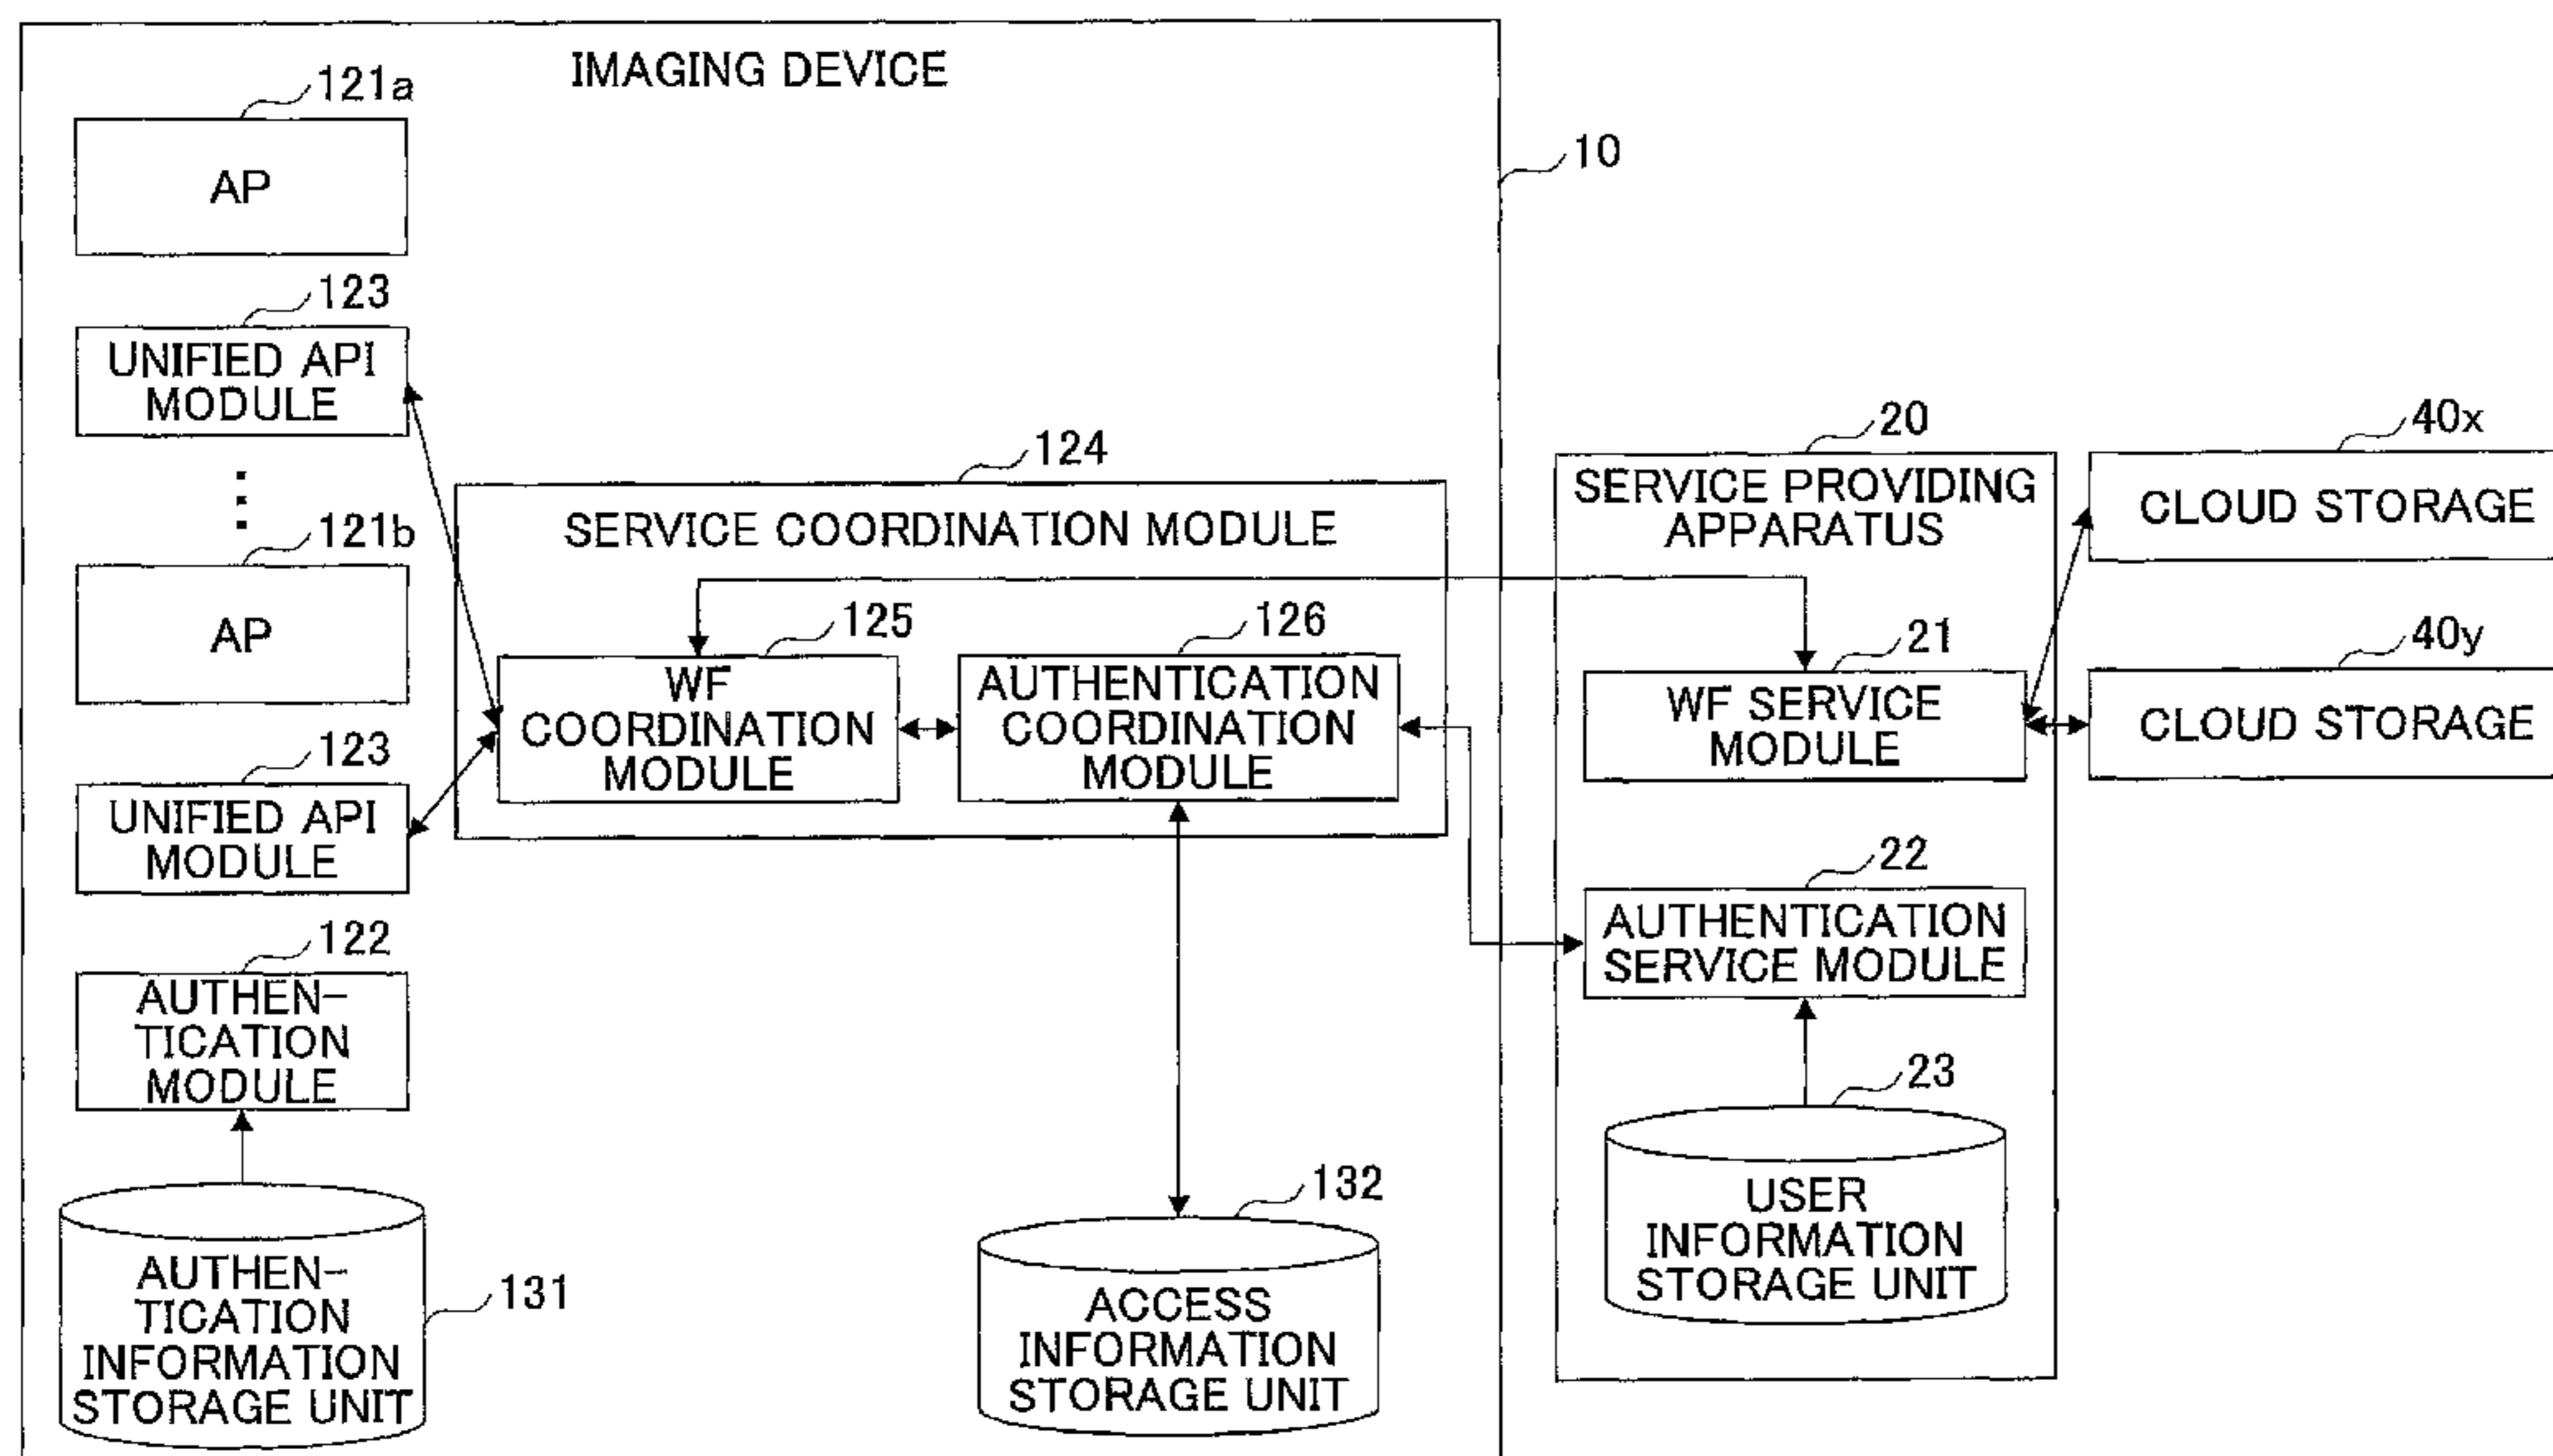 IMAGING DEVICE
10
121a
AP
123
UNIFIED API
MODULE
121b
AP
123
UNIFIED API
MODULE
122
AUTHEN-
TICATION
MODULE
AUTHEN-
TICATION
INFORMATION
STORAGE UNIT
131
124
SERVICE COORDINATION MODULE
125
WF
COORDINATION
MODULE
126
AUTHENTICATION
COORDINATION
MODULE
132
ACCESS
INFORMATION
STORAGE UNIT
20
SERVICE PROVIDING
APPARATUS
21
WF SERVICE
MODULE
22
AUTHENTICATION
SERVICE MODULE
23
USER
INFORMATION
STORAGE UNIT
40x
CLOUD STORAGE
40y
CLOUD STORAGE